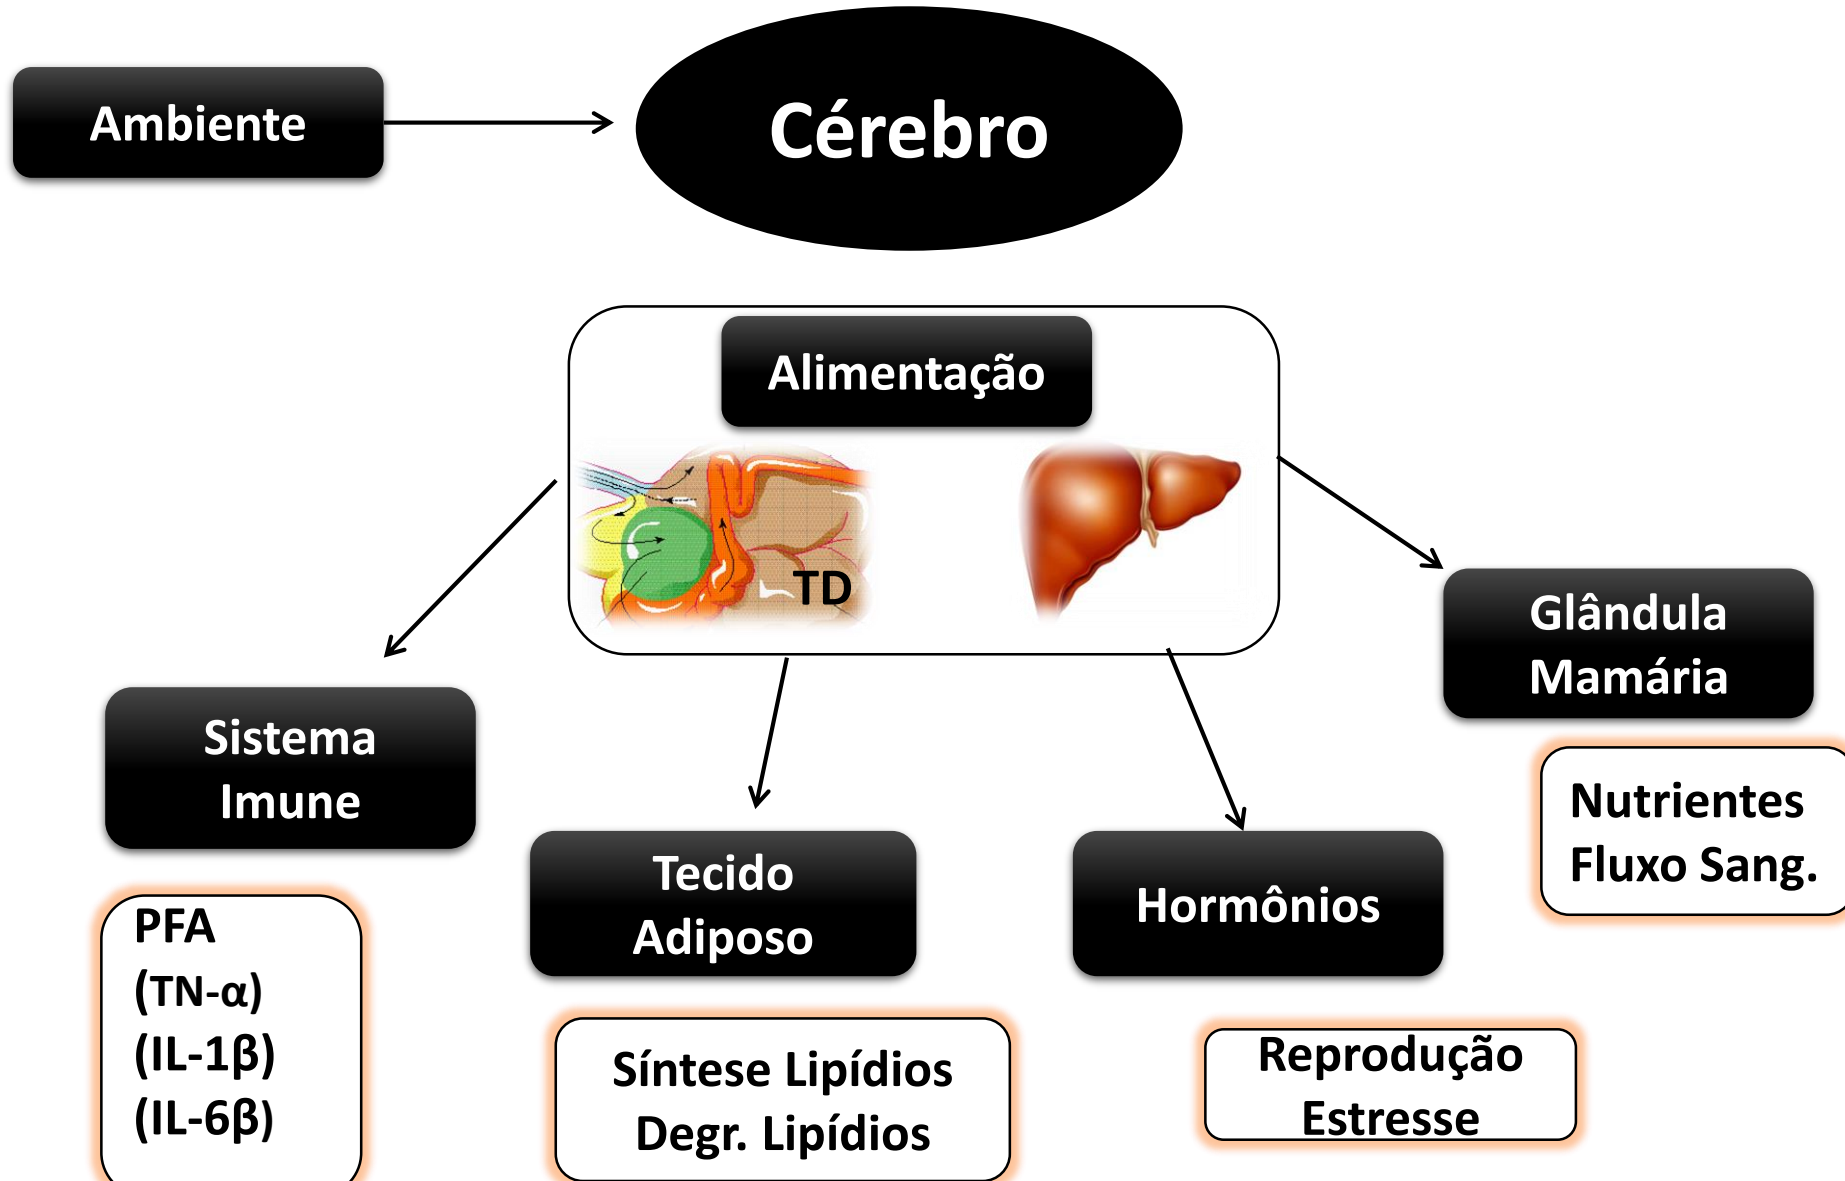 Ambiente
Cérebro
Alimentação
TD
Glândula
Mamária
Nutrientes
Fluxo Sang.
Sistema
Imune
PFA
(TN-α)
(IL-1β)
(IL-6β)
Tecido
Adiposo
Síntese Lipídios
Degr. Lipídios
Hormônios
Reprodução
Estresse